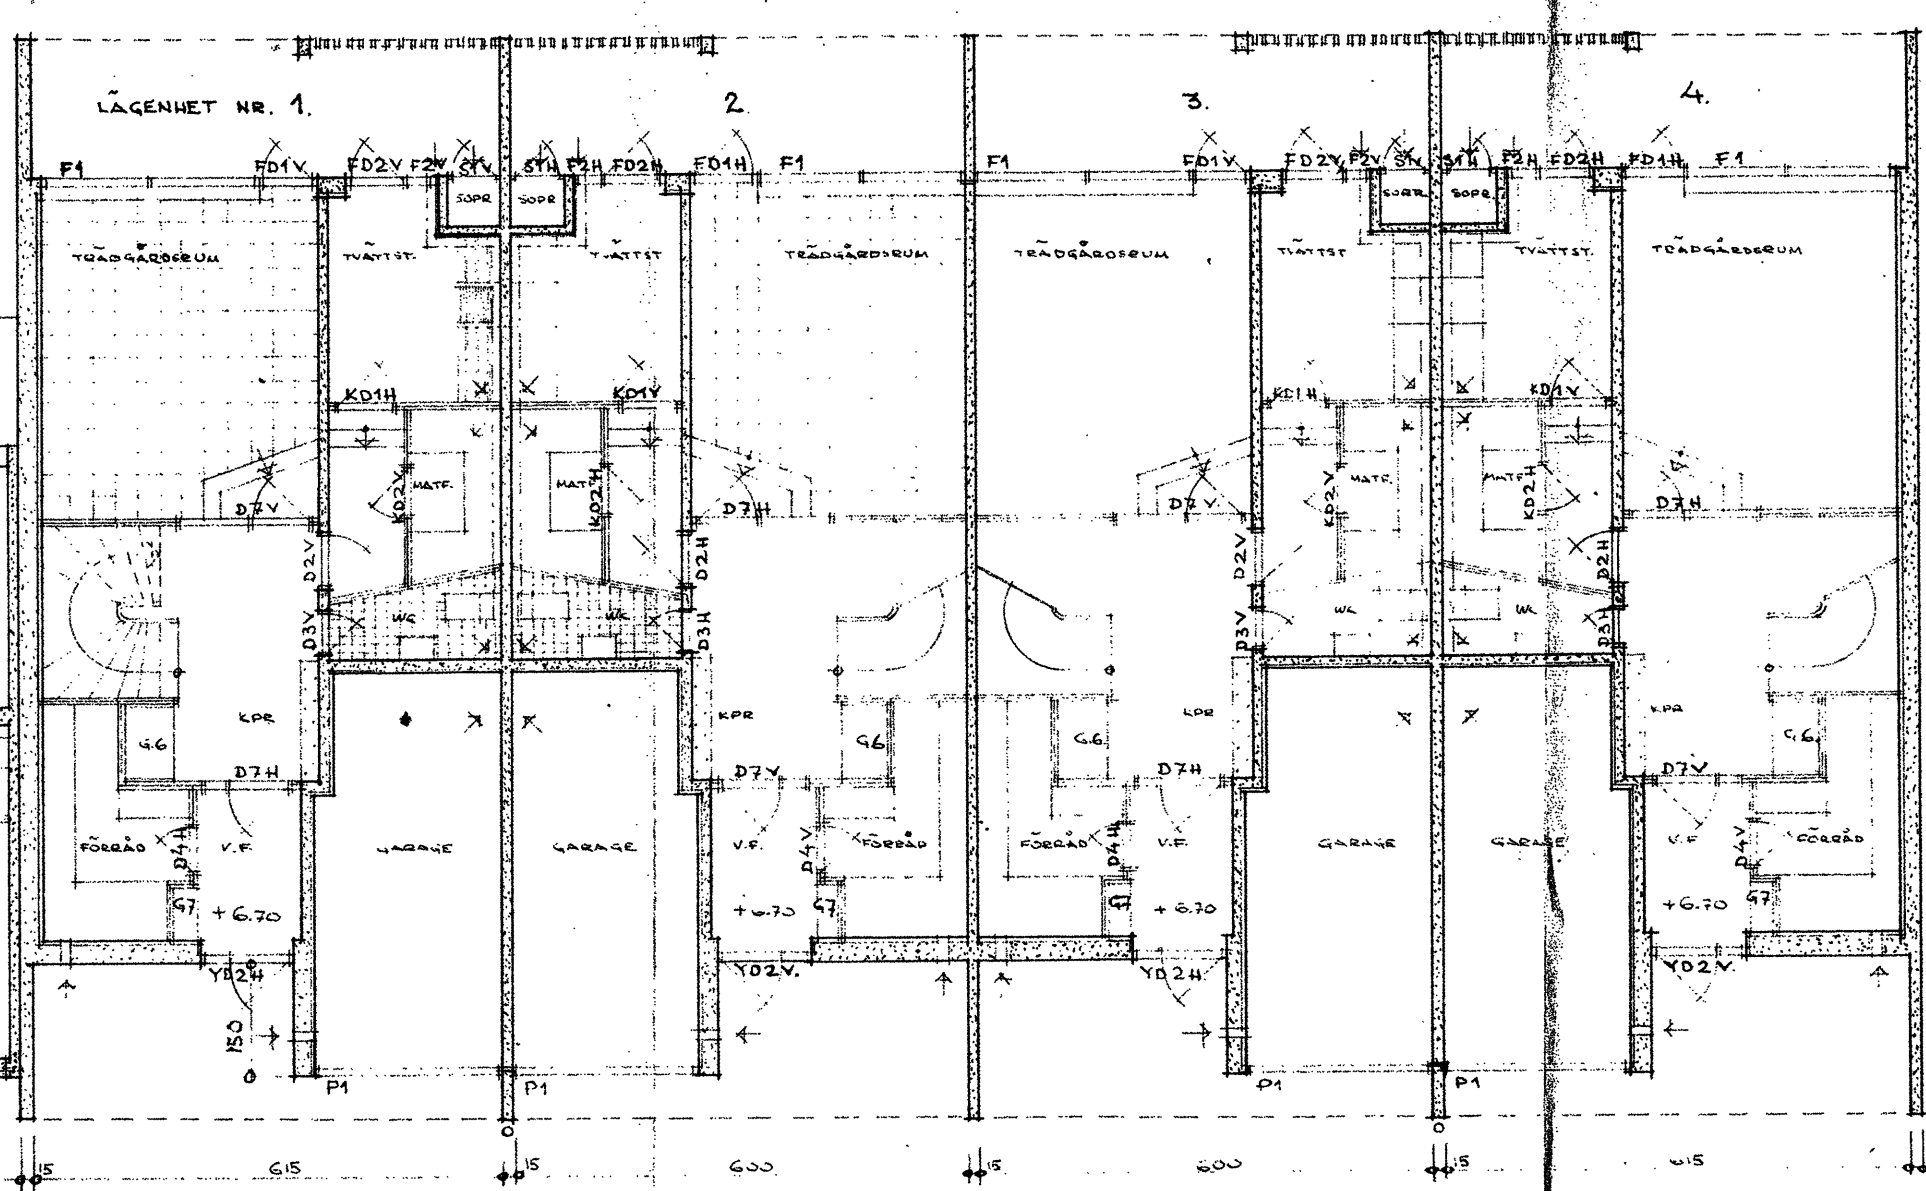 LÄGENHET NR. 1.
2.
3.
4.
F1 FD1V FD2V F2V STV STH F2H FD2H FD1H F1 F1 FD1V FD2V F2V STV STH F2H FD2H FD1H F1
SOPR SOPR SOPR SOPR
TRÄDGÅRDSRUM TVÄTTST. TVÄTTST TRÄDGÅRDSRUM TRÄDGÅRDSRUM TVÄTTST TVÄTTST. TRÄDGÅRDSRUM
KD1H KD1V KD1H KD1V
MATF. MATF. MATF. MATF.
KD2V KD2H KD2V KD2H
D7V D7H D7V D7H
D2V D2H D2V D2H
WC WC WC WC
D3V D3H D3V D3H
KPR KPR KPR KPR
G.6 G6 G.6. G.6.
D7H D7V D7H D7V
FÖRRÅD D4H V.F. GARAGE GARAGE V.F. D4V FÖRRÅD FÖRRÅD D4H V.F. GARAGE GARAGE V.F D4V FÖRRÅD
G7 +6.70 +6.70 G7 G7 +6.70 +6.70 G7
YD2H YD2V. YD2H YD2V.
150
P1 P1 P1 P1
15 615 15 600 15 600 15 615